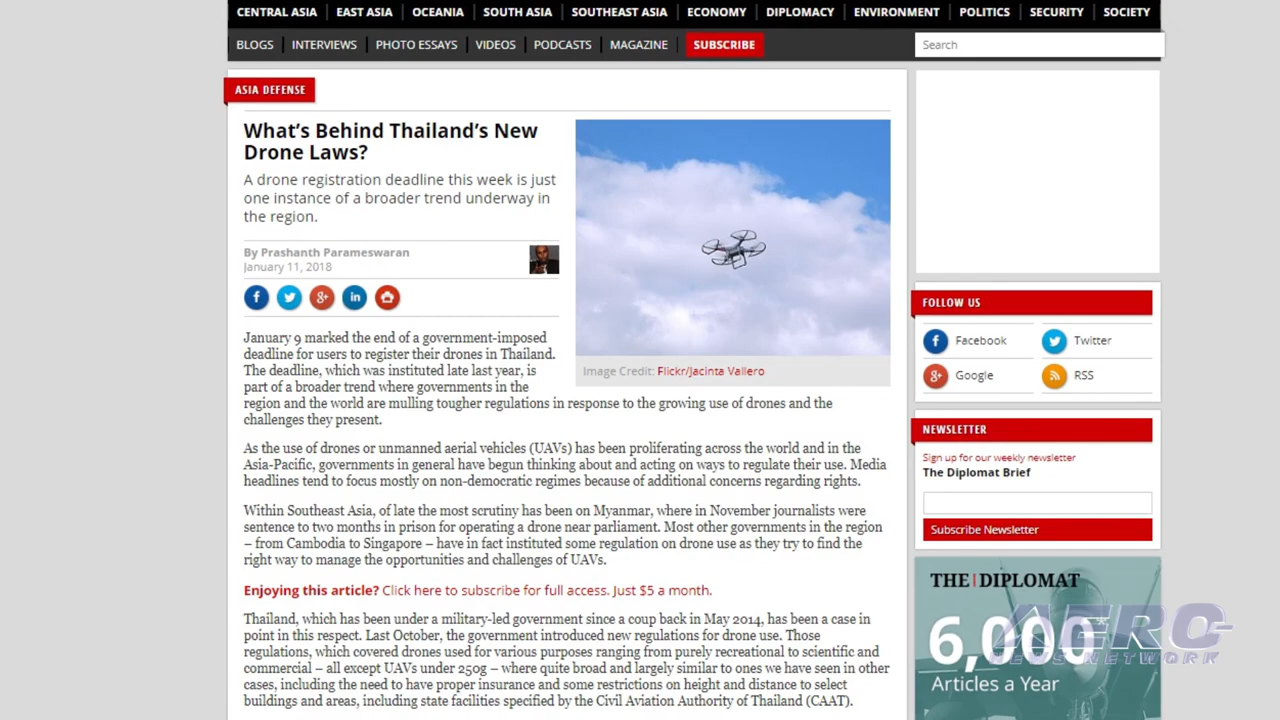 CENTRAL ASIA EAST ASIA OCEANIA SOUTH ASIA SOUTHEAST ASIA ECONOMY DIPLOMACY ENVIRONMENT POLITICS SECURITY SOCIETY
BLOGS INTERVIEWS PHOTO ESSAYS VIDEOS PODCASTS MAGAZINE SUBSCRIBE Search
ASIA DEFENSE
What's Behind Thailand's New
Drone Laws?
A drone registration deadline this week is just
one instance of a broader trend underway in
the region.
By Prashanth Parameswaran
January 11, 2018
January 9 marked the end of a government-imposed
deadline for users to register their drones in Thailand.
The deadline, which was instituted late last year, is
part of a broader trend where governments in the
region and the world are mulling tougher regulations in response to the growing use of drones and the
challenges they present.
Image Credit: Flickr/Jacinta Vallero
As the use of drones or unmanned aerial vehicles (UAVs) has been proliferating across the world and in the
Asia-Pacific, governments in general have begun thinking about and acting on ways to regulate their use. Media
headlines tend to focus mostly on non-democratic regimes because of additional concerns regarding rights.
Within Southeast Asia, of late the most scrutiny has been on Myanmar, where in November journalists were
sentence to two months in prison for operating a drone near parliament. Most other governments in the region
– from Cambodia to Singapore – have in fact instituted some regulation on drone use as they try to find the
right way to manage the opportunities and challenges of UAVs.
Enjoying this article? Click here to subscribe for full access. Just $5 a month.
Thailand, which has been under a military-led government since a coup back in May 2014, has been a case in
point in this respect. Last October, the government introduced new regulations for drone use. Those
regulations, which covered drones used for various purposes ranging from purely recreational to scientific and
commercial – all except UAVs under 250g – where quite broad and largely similar to ones we have seen in other
cases, including the need to have proper insurance and some restrictions on height and distance to select
buildings and areas, including state facilities specified by the Civil Aviation Authority of Thailand (CAAT).
FOLLOW US
Facebook Twitter
Google RSS
NEWSLETTER
Sign up for our weekly newsletter
The Diplomat Brief
Subscribe Newsletter
THE DIPLOMAT
6,000
Articles a Year
AERO
NEWS NETWORK